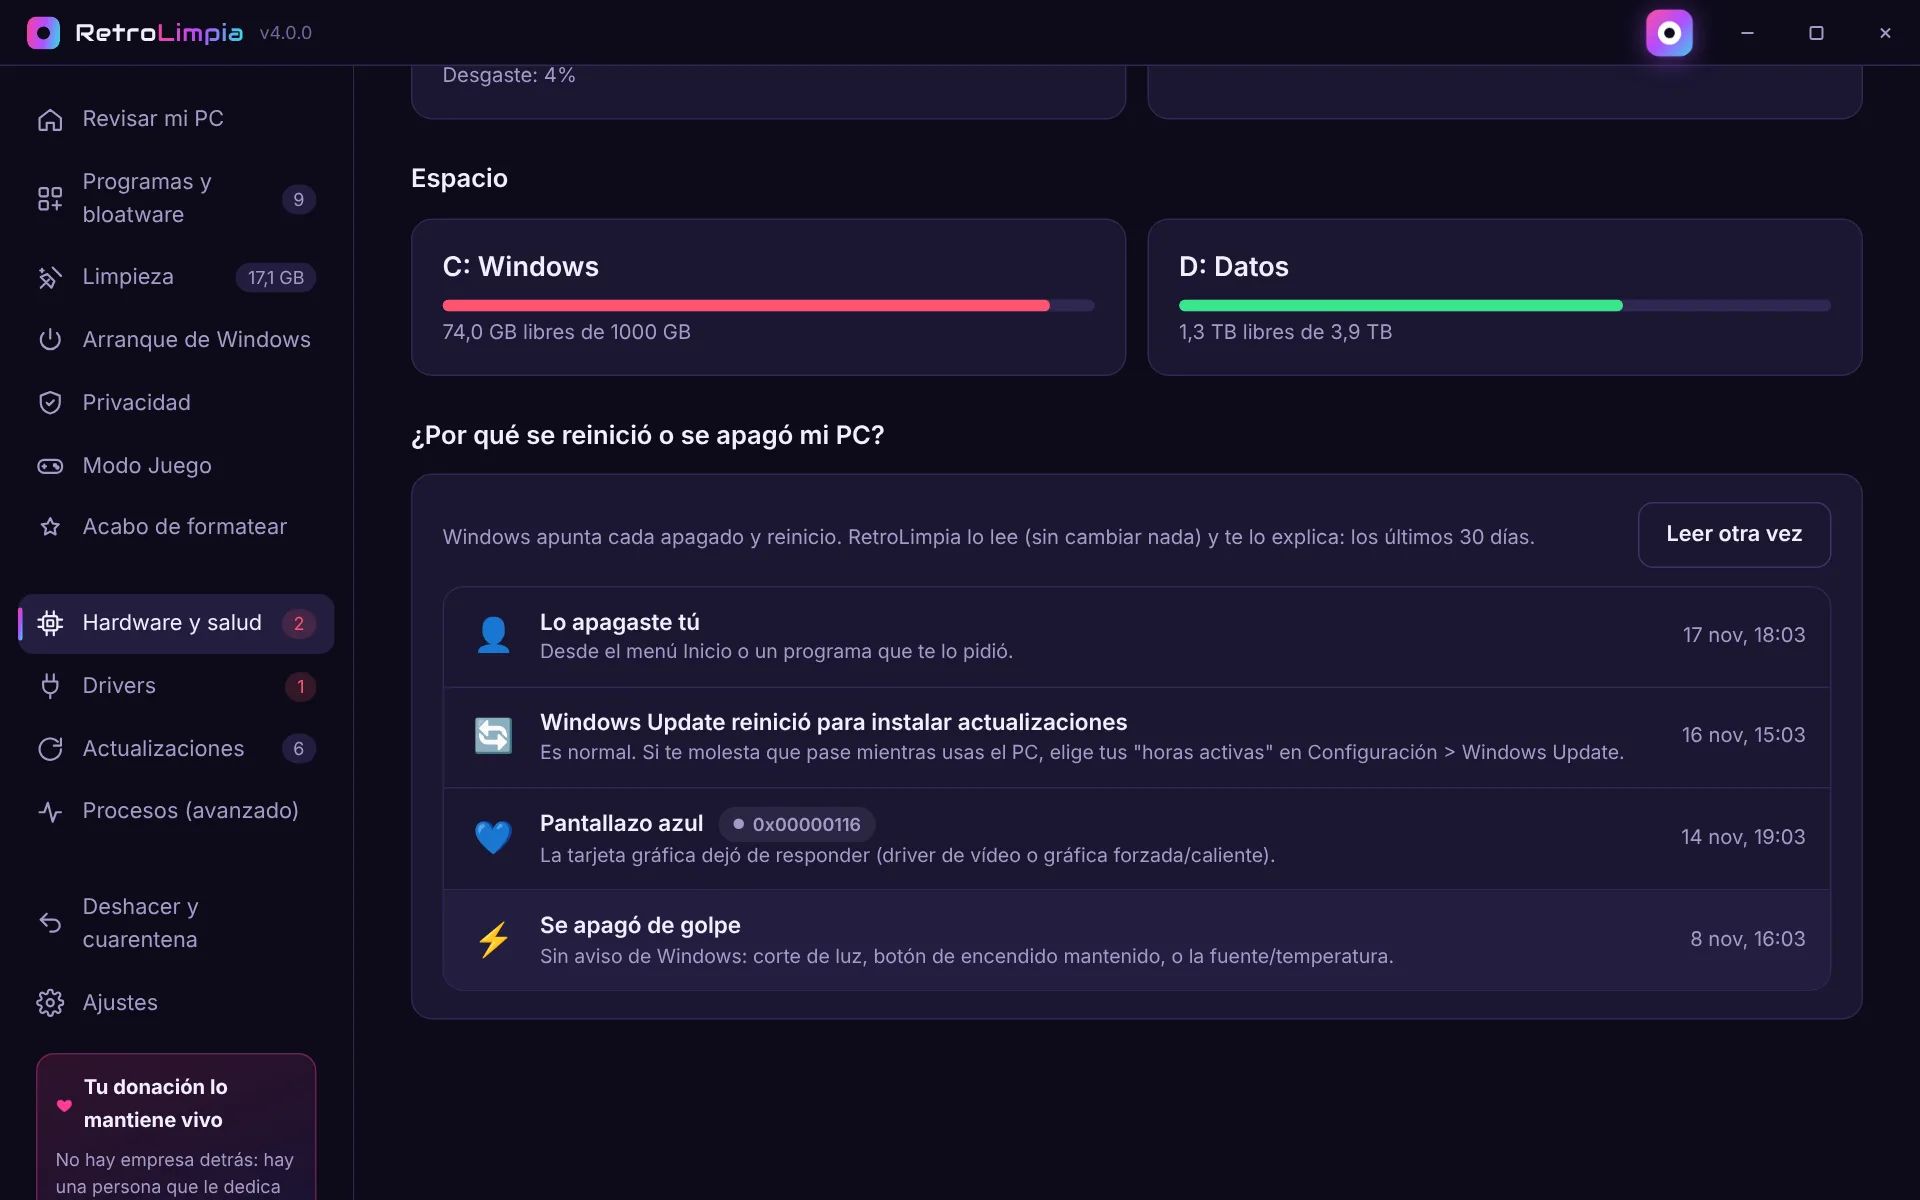 RetroLimpia v4.0.0
Revisar mi PC
Programas y
bloatware
9
Limpieza
17,1 GB
Arranque de Windows
Privacidad
Modo Juego
Acabo de formatear
Hardware y salud
2
Drivers
1
Actualizaciones
6
Procesos (avanzado)
Deshacer y
cuarentena
Ajustes
Tu donación lo
mantiene vivo
No hay empresa detrás: hay
una persona que le dedica
Desgaste: 4%
Espacio
C: Windows
74,0 GB libres de 1000 GB
D: Datos
1,3 TB libres de 3,9 TB
¿Por qué se reinició o se apagó mi PC?
Windows apunta cada apagado y reinicio. RetroLimpia lo lee (sin cambiar nada) y te lo explica: los últimos 30 días.
Leer otra vez
Lo apagaste tú
Desde el menú Inicio o un programa que te lo pidió.
17 nov, 18:03
Windows Update reinició para instalar actualizaciones
Es normal. Si te molesta que pase mientras usas el PC, elige tus "horas activas" en Configuración > Windows Update.
16 nov, 15:03
Pantallazo azul
0x00000116
La tarjeta gráfica dejó de responder (driver de vídeo o gráfica forzada/caliente).
14 nov, 19:03
Se apagó de golpe
Sin aviso de Windows: corte de luz, botón de encendido mantenido, o la fuente/temperatura.
8 nov, 16:03